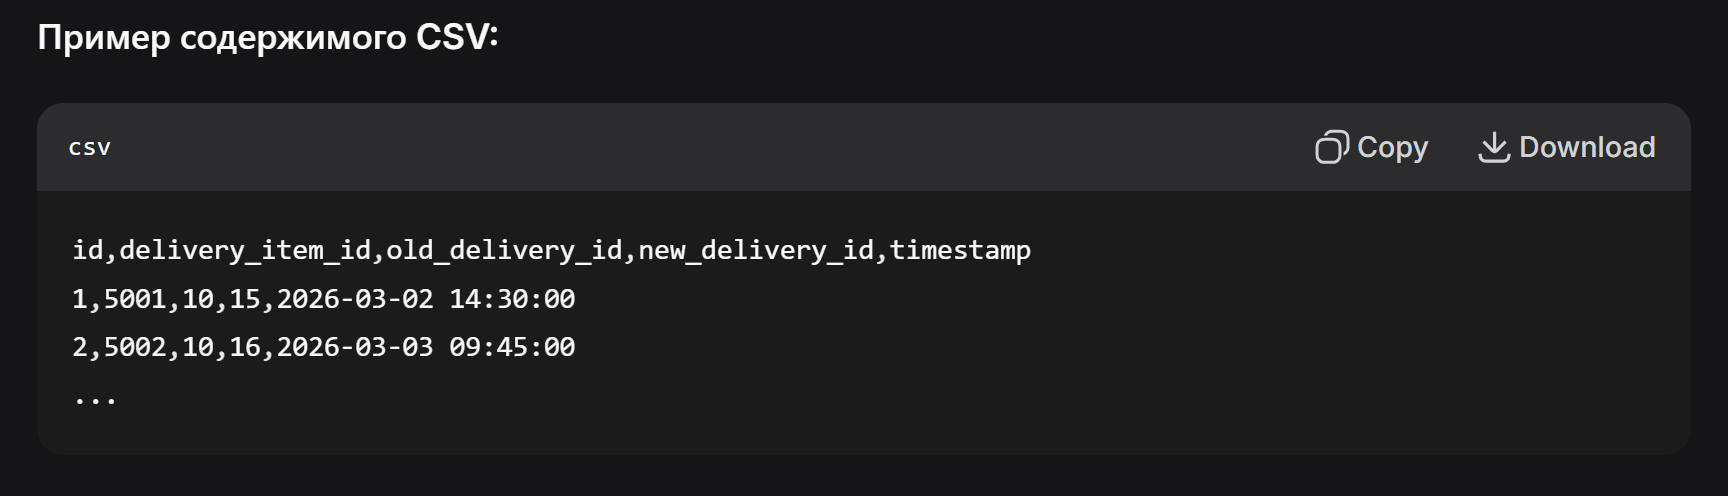 Пример содержимого CSV:
csv
Copy
Download
id,delivery_item_id,old_delivery_id,new_delivery_id,timestamp
1,5001,10,15,2026-03-02 14:30:00
2,5002,10,16,2026-03-03 09:45:00
...